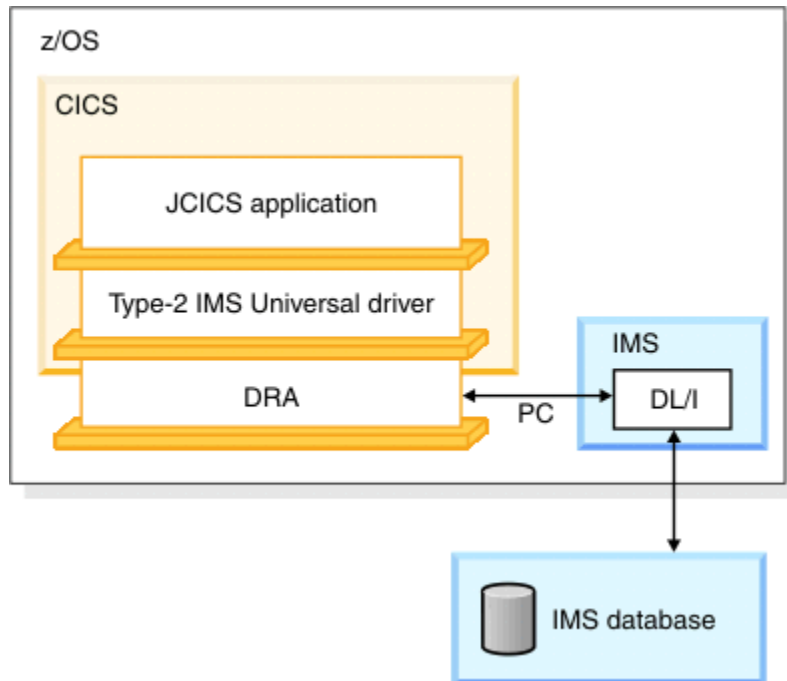 z/OS
CICS
JCICS application
Type-2 IMS Universal driver
DRA
PC
IMS
DL/I
IMS database